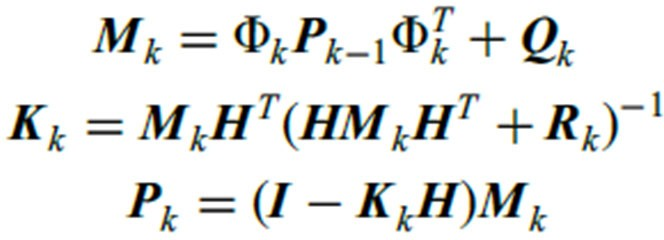 M_k = Φ_k P_{k−1} Φ_k^T + Q_k
K_k = M_k H^T (H M_k H^T + R_k)^{−1}
P_k = (I − K_k H) M_k